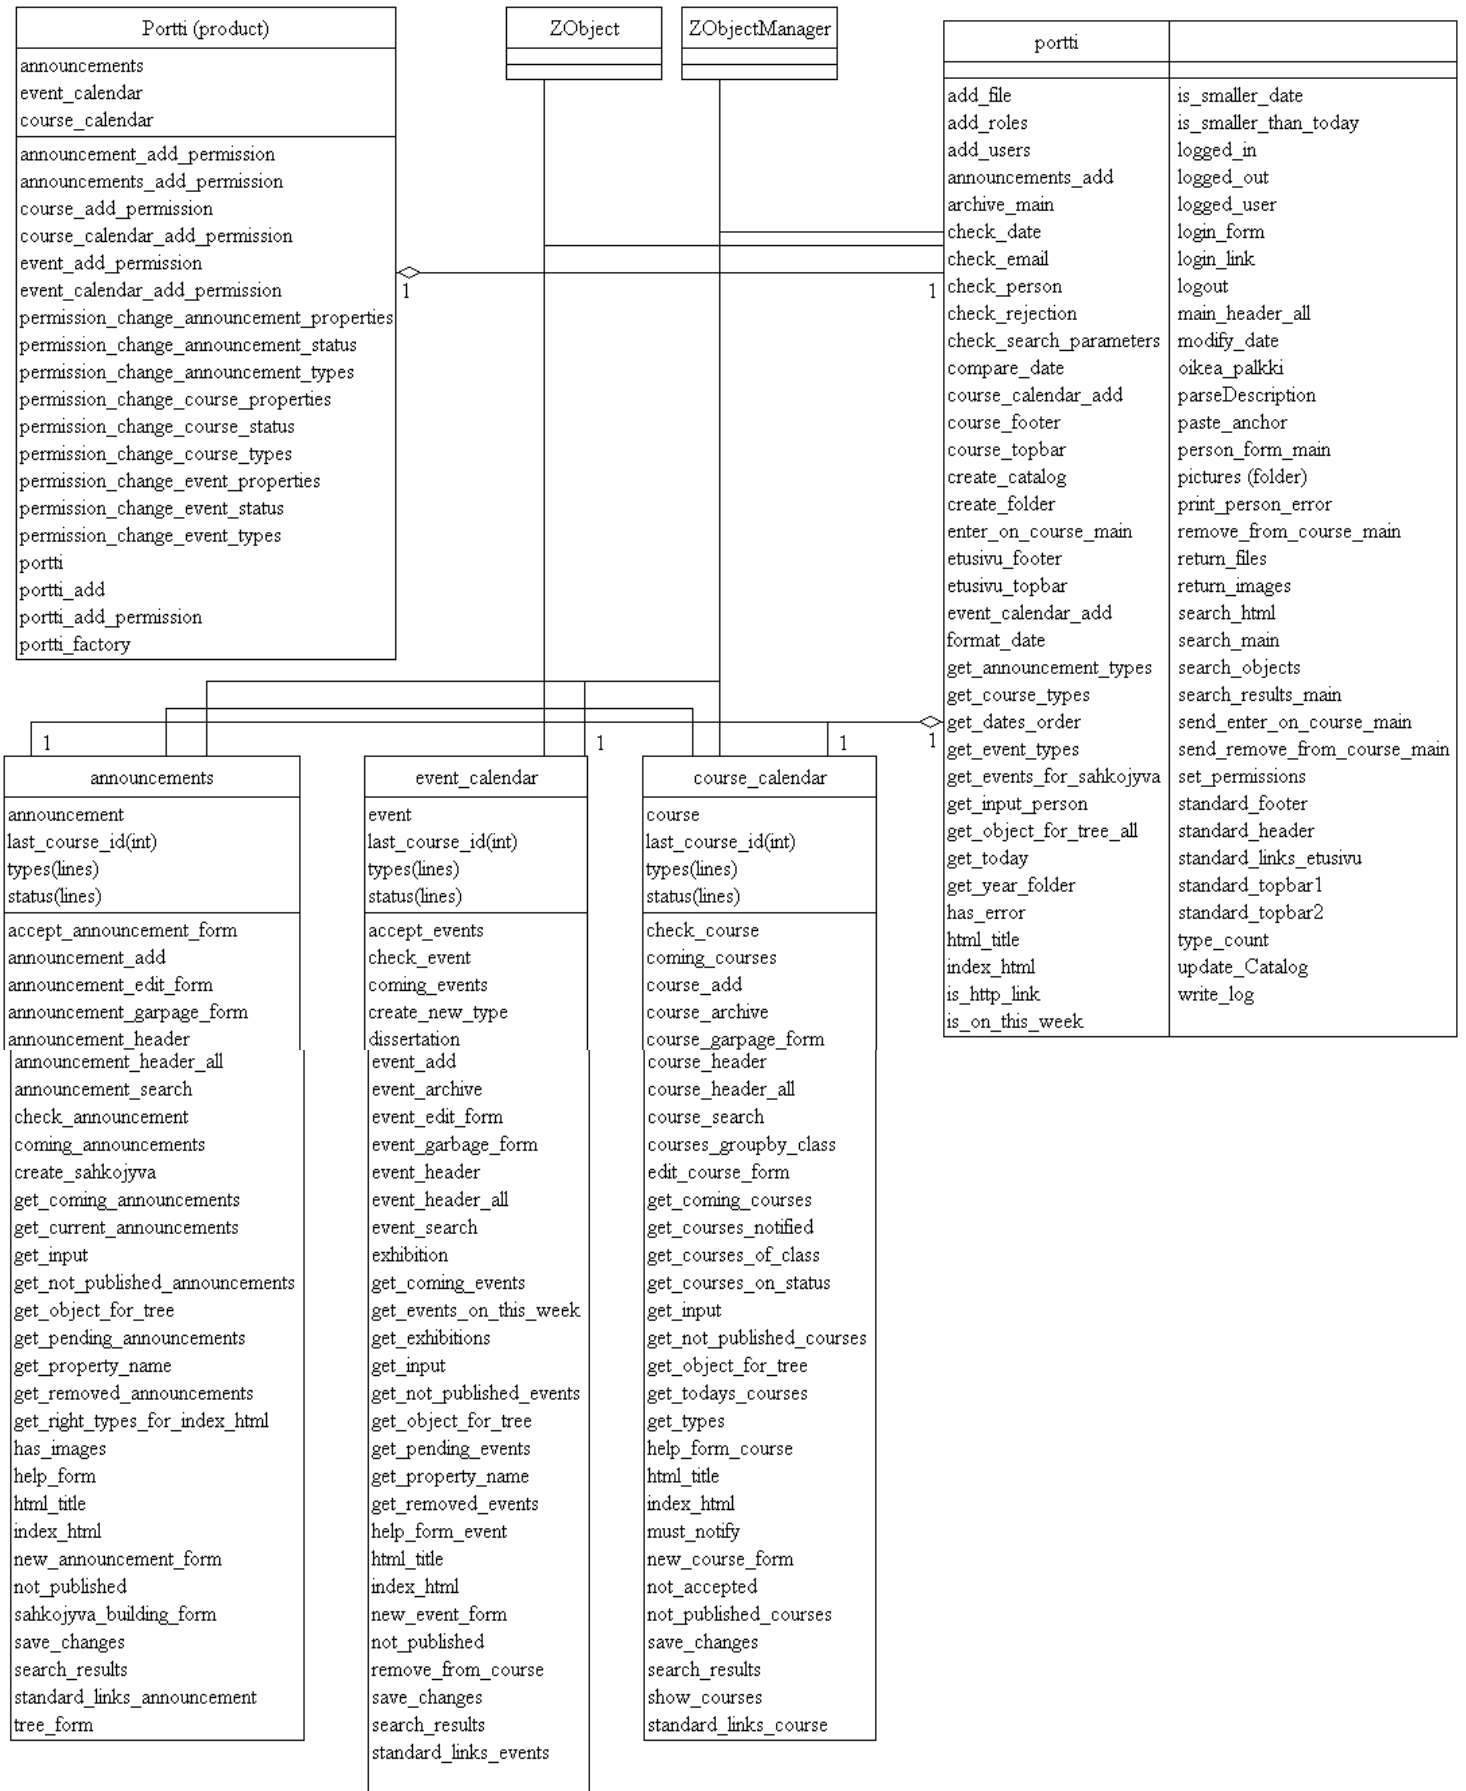 Portti (product)
announcements
event_calendar
course_calendar
announcement_add_permission
announcements_add_permission
course_add_permission
course_calendar_add_permission
event_add_permission
event_calendar_add_permission
permission_change_announcement_properties
permission_change_announcement_status
permission_change_announcement_types
permission_change_course_properties
permission_change_course_status
permission_change_course_types
permission_change_event_properties
permission_change_event_status
permission_change_event_types
portti
portti_add
portti_add_permission
portti_factory
ZObject
ZObjectManager
1
1
portti
add_file
add_roles
add_users
announcements_add
archive_main
check_date
check_email
check_person
check_rejection
check_search_parameters
compare_date
course_calendar_add
course_footer
course_topbar
create_catalog
create_folder
enter_on_course_main
etusivu_footer
etusivu_topbar
event_calendar_add
format_date
get_announcement_types
get_course_types
get_dates_order
get_event_types
get_events_for_sahkojyva
get_input_person
get_object_for_tree_all
get_today
get_year_folder
has_error
html_title
index_html
is_http_link
is_on_this_week
is_smaller_date
is_smaller_than_today
logged_in
logged_out
logged_user
login_form
login_link
logout
main_header_all
modify_date
oikea_palkki
parseDescription
paste_anchor
person_form_main
pictures (folder)
print_person_error
remove_from_course_main
return_files
return_images
search_html
search_main
search_objects
search_results_main
send_enter_on_course_main
send_remove_from_course_main
set_permissions
standard_footer
standard_header
standard_links_etusivu
standard_topbar1
standard_topbar2
type_count
update_Catalog
write_log
1
1
1
1
announcements
announcement
last_course_id(int)
types(lines)
status(lines)
accept_announcement_form
announcement_add
announcement_edit_form
announcement_garpage_form
announcement_header
announcement_header_all
announcement_search
check_announcement
coming_announcements
create_sahkojyva
get_coming_announcements
get_current_announcements
get_input
get_not_published_announcements
get_object_for_tree
get_pending_announcements
get_property_name
get_removed_announcements
get_right_types_for_index_html
has_images
help_form
html_title
index_html
new_announcement_form
not_published
sahkojyva_building_form
save_changes
search_results
standard_links_announcement
tree_form
event_calendar
event
last_course_id(int)
types(lines)
status(lines)
accept_events
check_event
coming_events
create_new_type
dissertation
event_add
event_archive
event_edit_form
event_garbage_form
event_header
event_header_all
event_search
exhibition
get_coming_events
get_events_on_this_week
get_exhibitions
get_input
get_not_published_events
get_object_for_tree
get_pending_events
get_property_name
get_removed_events
help_form_event
html_title
index_html
new_event_form
not_published
remove_from_course
save_changes
search_results
standard_links_events
course_calendar
course
last_course_id(int)
types(lines)
status(lines)
check_course
coming_courses
course_add
course_archive
course_garpage_form
course_header
course_header_all
course_search
courses_groupby_class
edit_course_form
get_coming_courses
get_courses_notified
get_courses_of_class
get_courses_on_status
get_input
get_not_published_courses
get_object_for_tree
get_todays_courses
get_types
help_form_course
html_title
index_html
must_notify
new_course_form
not_accepted
not_published_courses
save_changes
search_results
show_courses
standard_links_course